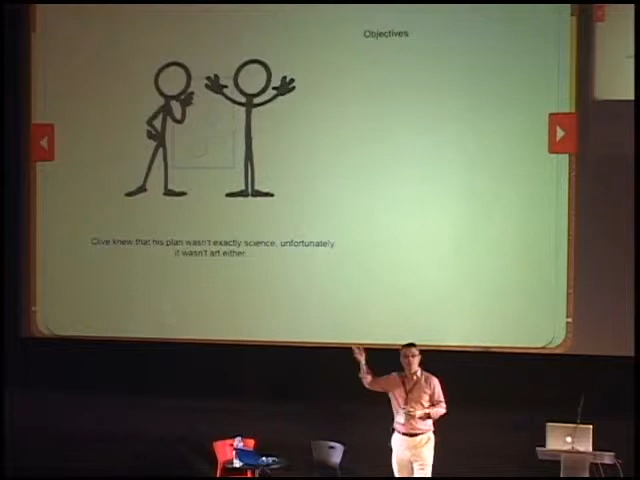 Objectives
Clive knew that his plan wasn't exactly science, unfortunately
it wasn't art either...